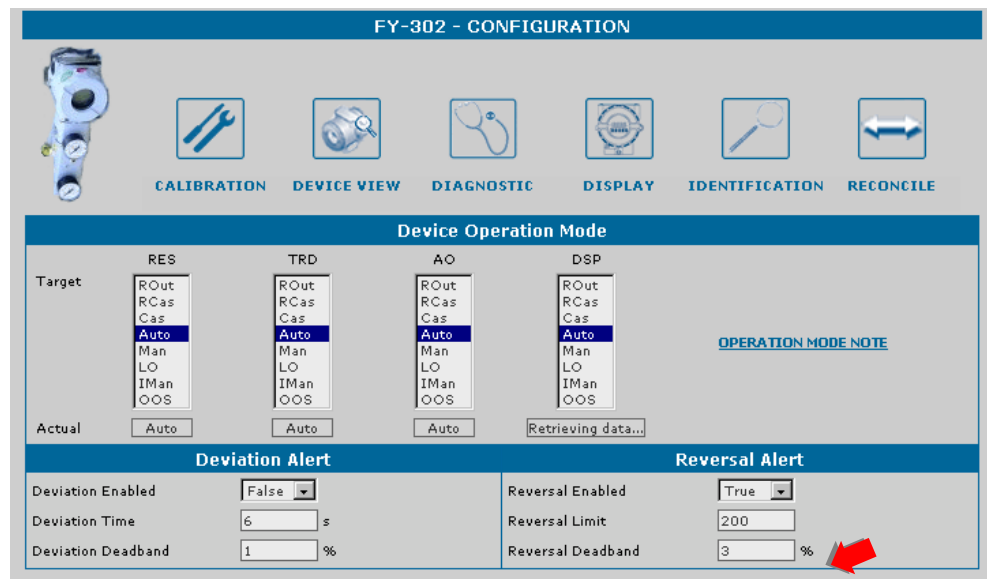 FY-302 - CONFIGURATION
CALIBRATION DEVICE VIEW DIAGNOSTIC DISPLAY IDENTIFICATION RECONCILE
Device Operation Mode
RES TRD AO DSP
Target ROut ROut ROut ROut
RCas RCas RCas RCas
Cas Cas Cas Cas
Auto Auto Auto Auto
Man Man Man Man
LO LO LO LO
IMan IMan IMan IMan
OOS OOS OOS OOS
OPERATION MODE NOTE
Actual Auto Auto Auto Retrieving data...
Deviation Alert Reversal Alert
Deviation Enabled False Reversal Enabled True
Deviation Time 6 s Reversal Limit 200
Deviation Deadband 1 % Reversal Deadband 3 %